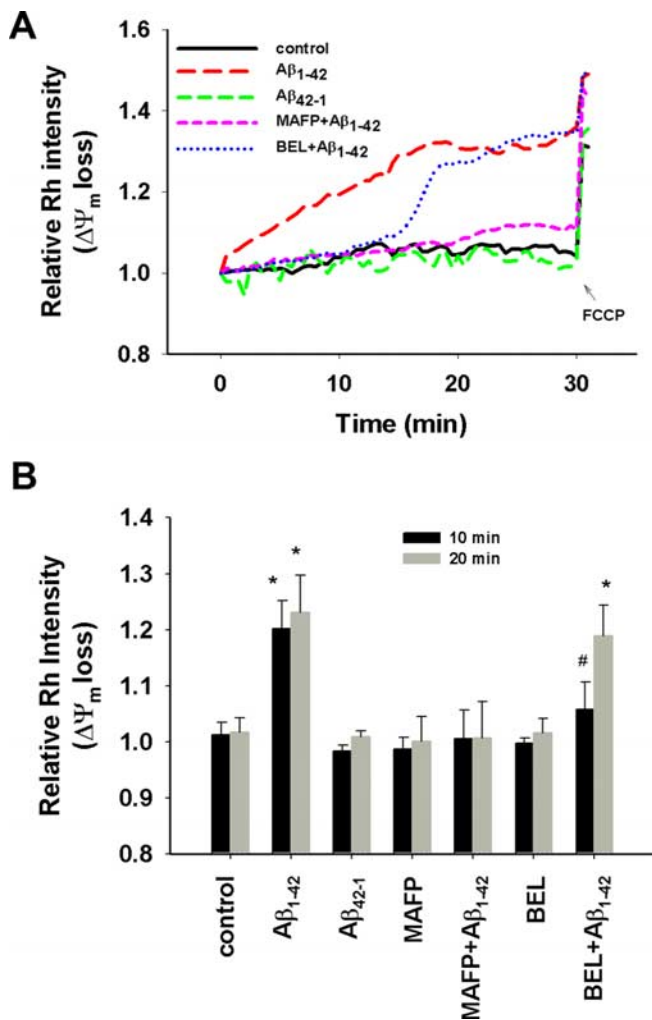 A
Relative Rh intensity
(ΔΨm loss)
1.6
1.4
1.2
1.0
0.8
control
Aβ1-42
Aβ42-1
MAFP+Aβ1-42
BEL+Aβ1-42
FCCP
0 10 20 30
Time (min)
B
Relative Rh Intensity
(ΔΨm loss)
1.4
1.3
1.2
1.1
1.0
0.9
0.8
10 min
20 min
* *
# *
control
Aβ1-42
Aβ42-1
MAFP
MAFP+Aβ1-42
BEL
BEL+Aβ1-42